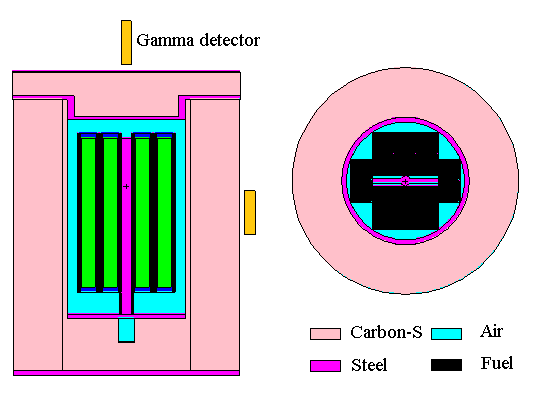 Gamma detector
Carbon-S
Air
Steel
Fuel